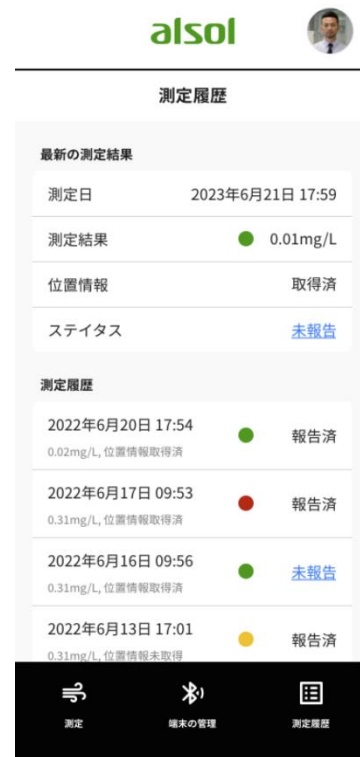 alsol
測定履歴
最新の測定結果
測定日 2023年6月21日 17:59
測定結果 0.01mg/L
位置情報 取得済
ステイタス 未報告
測定履歴
2022年6月20日 17:54 報告済
0.02mg/L, 位置情報取得済
2022年6月17日 09:53 報告済
0.31mg/L, 位置情報取得済
2022年6月16日 09:56 未報告
0.31mg/L, 位置情報取得済
2022年6月13日 17:01 報告済
0.31mg/L, 位置情報未取得
測定 端末の管理 測定履歴